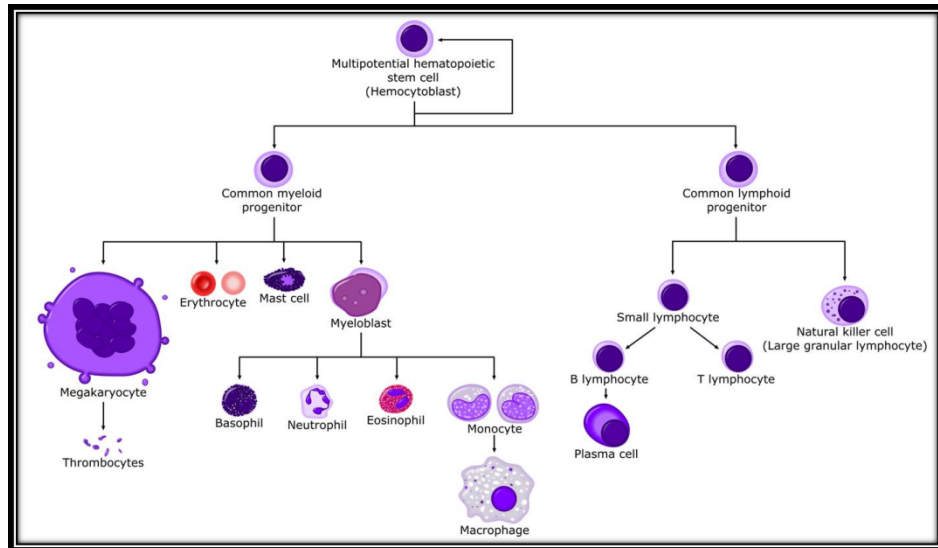 Multipotential hematopoietic
stem cell
(Hemocytoblast)
Common myeloid
progenitor
Common lymphoid
progenitor
Megakaryocyte
Thrombocytes
Erythrocyte
Mast cell
Myeloblast
Basophil
Neutrophil
Eosinophil
Monocyte
Macrophage
Small lymphocyte
Natural killer cell
(Large granular lymphocyte)
B lymphocyte
T lymphocyte
Plasma cell